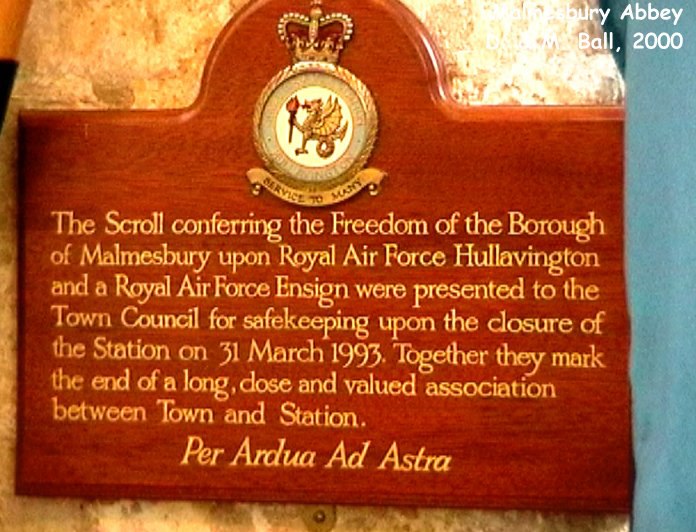 Malmesbury Abbey
Ball, 2000
SERVICE TO MANY
The Scroll conferring the Freedom of the Borough
of Malmesbury upon Royal Air Force Hullavington
and a Royal Air Force Ensign were presented to the
Town Council for safekeeping upon the closure of
the Station on 31 March 1993. Together they mark
the end of a long, close and valued association
between Town and Station.
Per Ardua Ad Astra